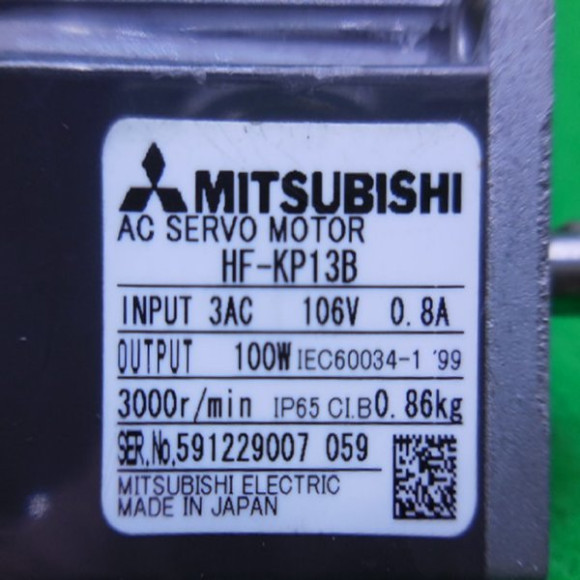 MITSUBISHI
AC SERVO MOTOR
HF-KP13B
INPUT 3AC 106V 0.8A
OUTPUT 100W IEC60034-1 '99
3000r/min IP65 CI.B 0.86kg
SER.No.591229007 059
MITSUBISHI ELECTRIC
MADE IN JAPAN